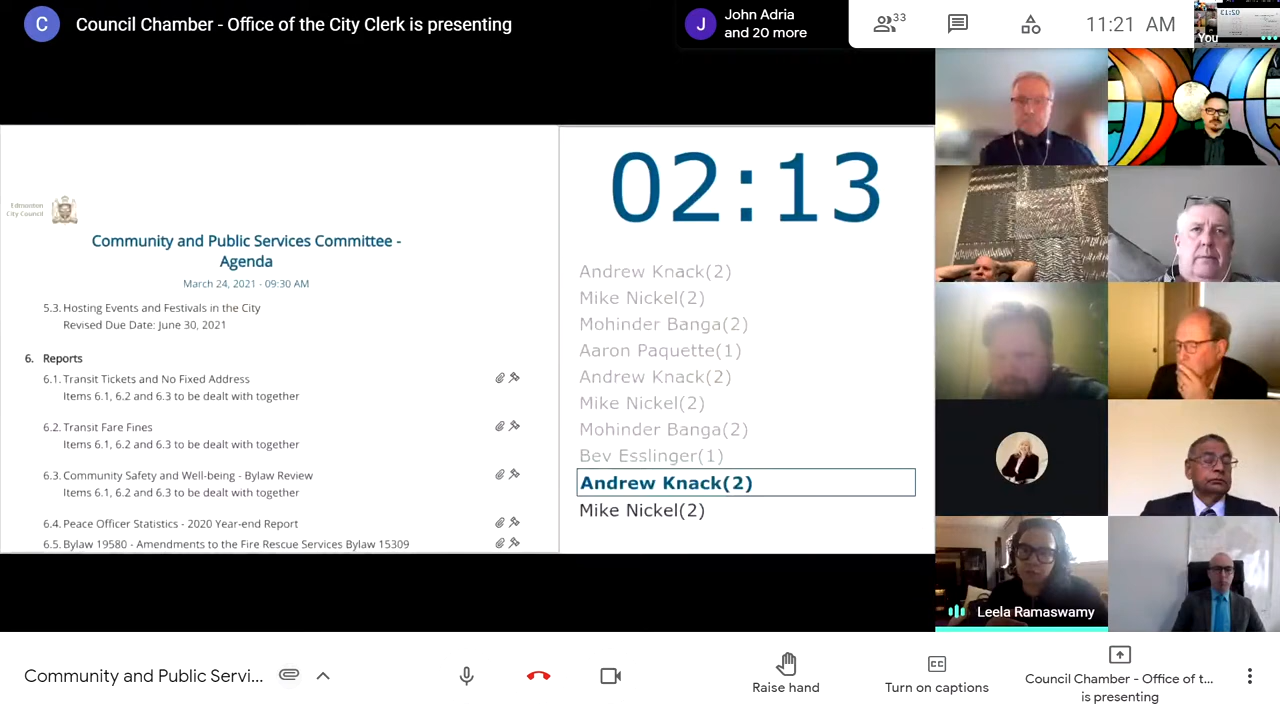 C
Council Chamber - Office of the City Clerk is presenting
J
John Adria
and 20 more
33
11:21 AM
You
Edmonton
City Council
Community and Public Services Committee -
Agenda
March 24, 2021 - 09:30 AM
5.3. Hosting Events and Festivals in the City
Revised Due Date: June 30, 2021
6. Reports
6.1. Transit Tickets and No Fixed Address
Items 6.1, 6.2 and 6.3 to be dealt with together
6.2. Transit Fare Fines
Items 6.1, 6.2 and 6.3 to be dealt with together
6.3. Community Safety and Well-being - Bylaw Review
Items 6.1, 6.2 and 6.3 to be dealt with together
6.4. Peace Officer Statistics - 2020 Year-end Report
6.5. Bylaw 19580 - Amendments to the Fire Rescue Services Bylaw 15309
02:13
Andrew Knack(2)
Mike Nickel(2)
Mohinder Banga(2)
Aaron Paquette(1)
Andrew Knack(2)
Mike Nickel(2)
Mohinder Banga(2)
Bev Esslinger(1)
Andrew Knack(2)
Mike Nickel(2)
Leela Ramaswamy
Community and Public Servi...
Raise hand
CC
Turn on captions
Council Chamber - Office of t...
is presenting